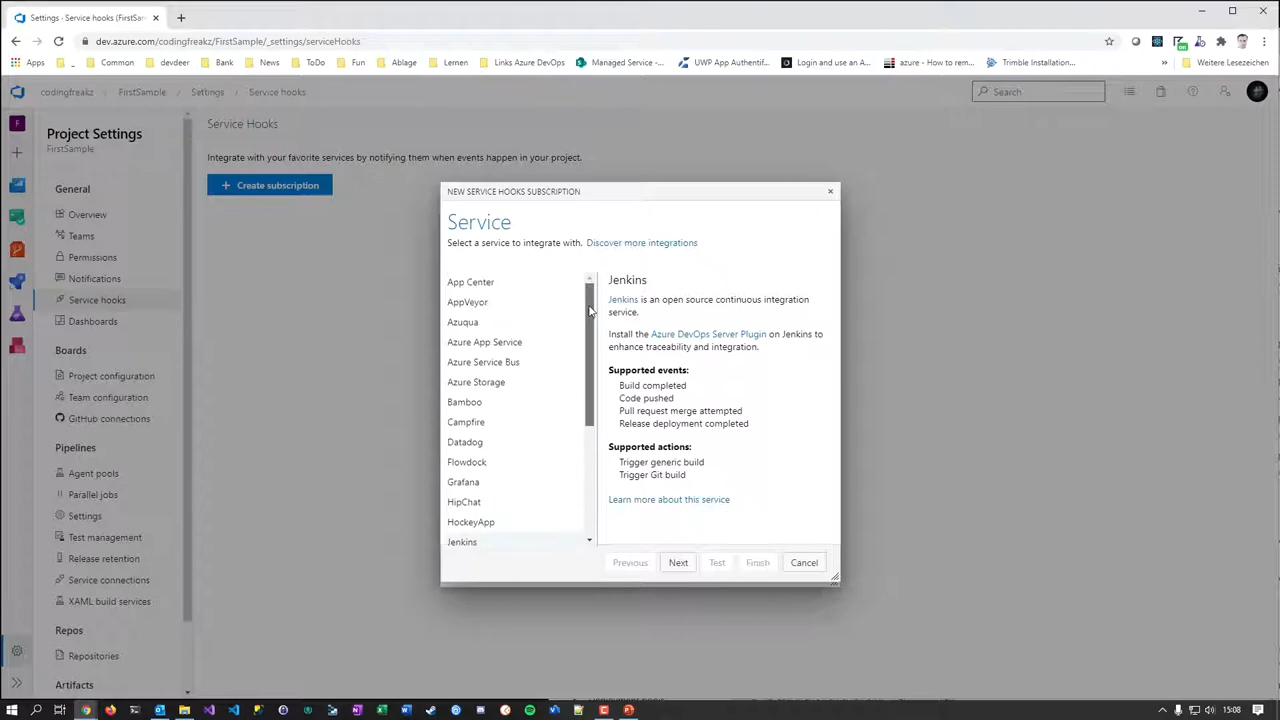 Settings - Service hooks (FirstSam
dev.azure.com/codingfreakz/FirstSample/_settings/serviceHooks
Apps
_
Common
devdeer
Bank
News
ToDo
Fun
Ablage
Lernen
Links Azure DevOps
Managed Service -...
UWP App Authentif...
Login and use an A...
azure - How to rem...
Trimble Installation...
»
Weitere Lesezeichen
codingfreakz > FirstSample > Settings > Service hooks
Search
F
Project Settings
FirstSample
General
Overview
Teams
Permissions
Notifications
Service hooks
Dashboards
Boards
Project configuration
Team configuration
GitHub connections
Pipelines
Agent pools
Parallel jobs
Settings
Test management
Release retention
Service connections
XAML build services
Repos
Repositories
Artifacts
Service Hooks
Integrate with your favorite services by notifying them when events happen in your project.
+ Create subscription
NEW SERVICE HOOKS SUBSCRIPTION
Service
Select a service to integrate with. Discover more integrations
App Center
AppVeyor
Azuqua
Azure App Service
Azure Service Bus
Azure Storage
Bamboo
Campfire
Datadog
Flowdock
Grafana
HipChat
HockeyApp
Jenkins
Jenkins
Jenkins is an open source continuous integration
service.
Install the Azure DevOps Server Plugin on Jenkins to
enhance traceability and integration.
Supported events:
Build completed
Code pushed
Pull request merge attempted
Release deployment completed
Supported actions:
Trigger generic build
Trigger Git build
Learn more about this service
Previous
Next
Test
Finish
Cancel
15:08